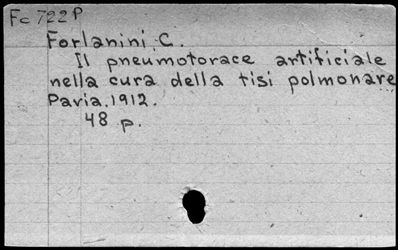 Fc 722 P
Forlanini, C.
Il pneumotorace artificiale
nella cura della tisi polmonare
Pavia. 1912.
48 p.